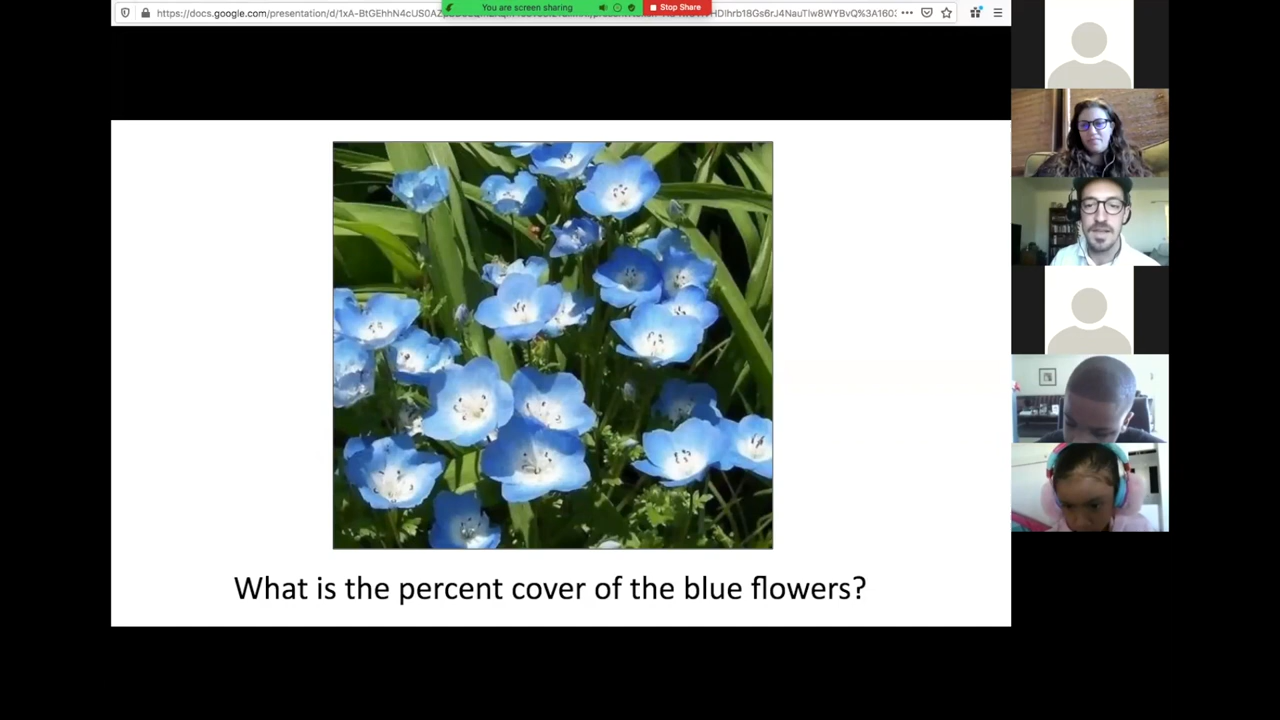 You are screen sharing
Stop Share
What is the percent cover of the blue flowers?